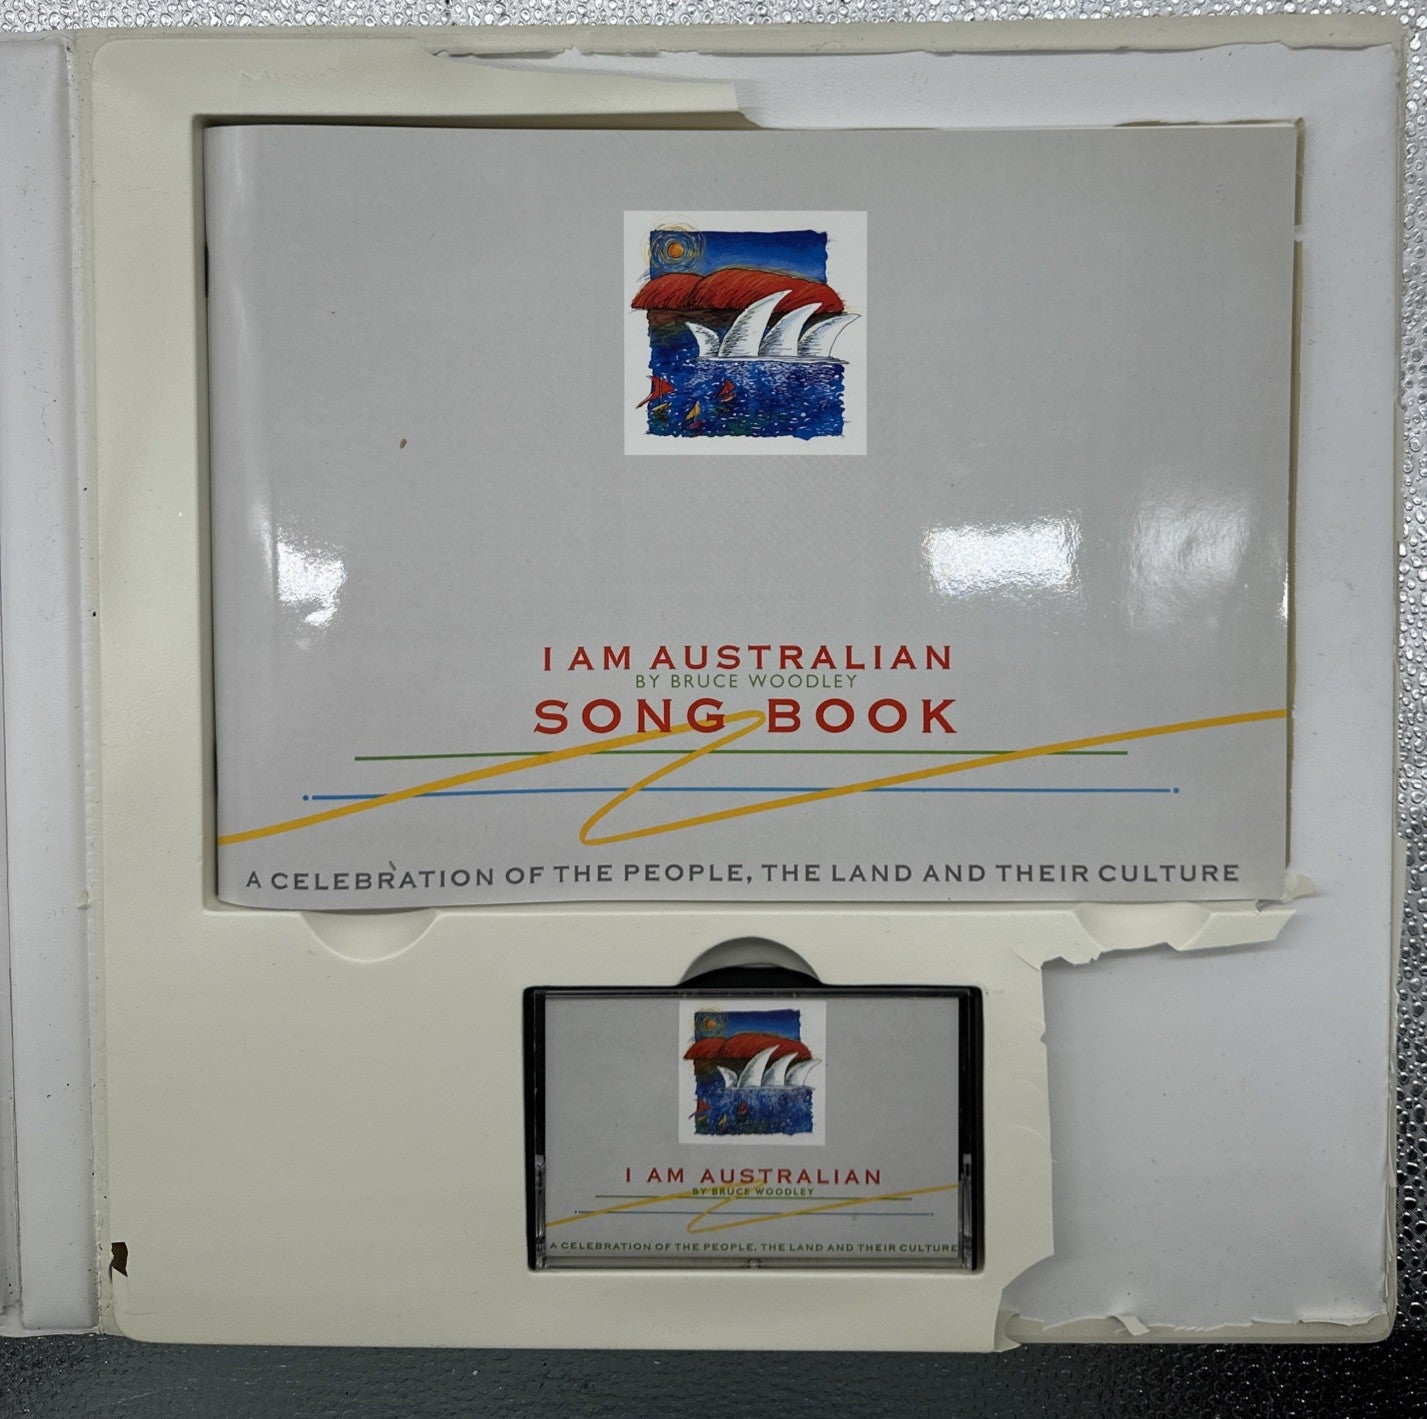 I AM AUSTRALIAN
BY BRUCE WOODLEY
SONG BOOK
A CELEBRATION OF THE PEOPLE, THE LAND AND THEIR CULTURE
I AM AUSTRALIAN
BY BRUCE WOODLEY
A CELEBRATION OF THE PEOPLE, THE LAND AND THEIR CULTURE